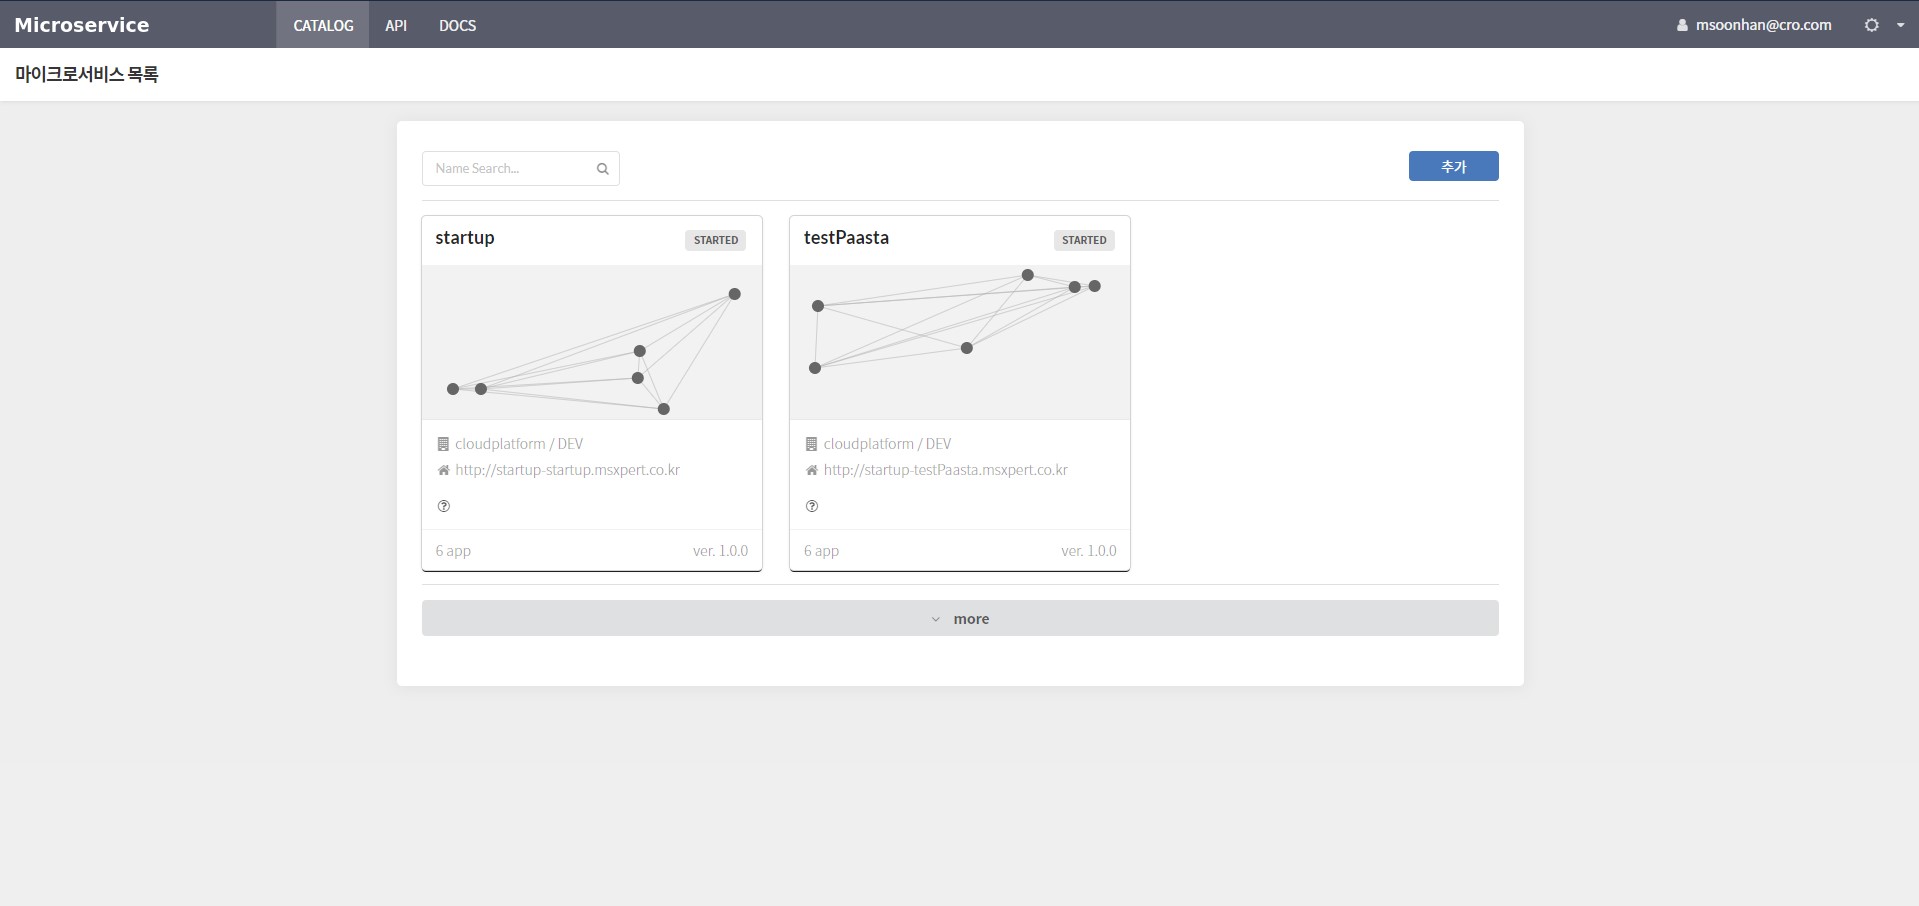 Microservice CATALOG API DOCS msoonhan@cro.com
마이크로서비스 목록
Name Search... 추가
startup STARTED
cloudplatform / DEV
http://startup-startup.msxpert.co.kr
6 app ver. 1.0.0
testPaasta STARTED
cloudplatform / DEV
http://startup-testPaasta.msxpert.co.kr
6 app ver. 1.0.0
more